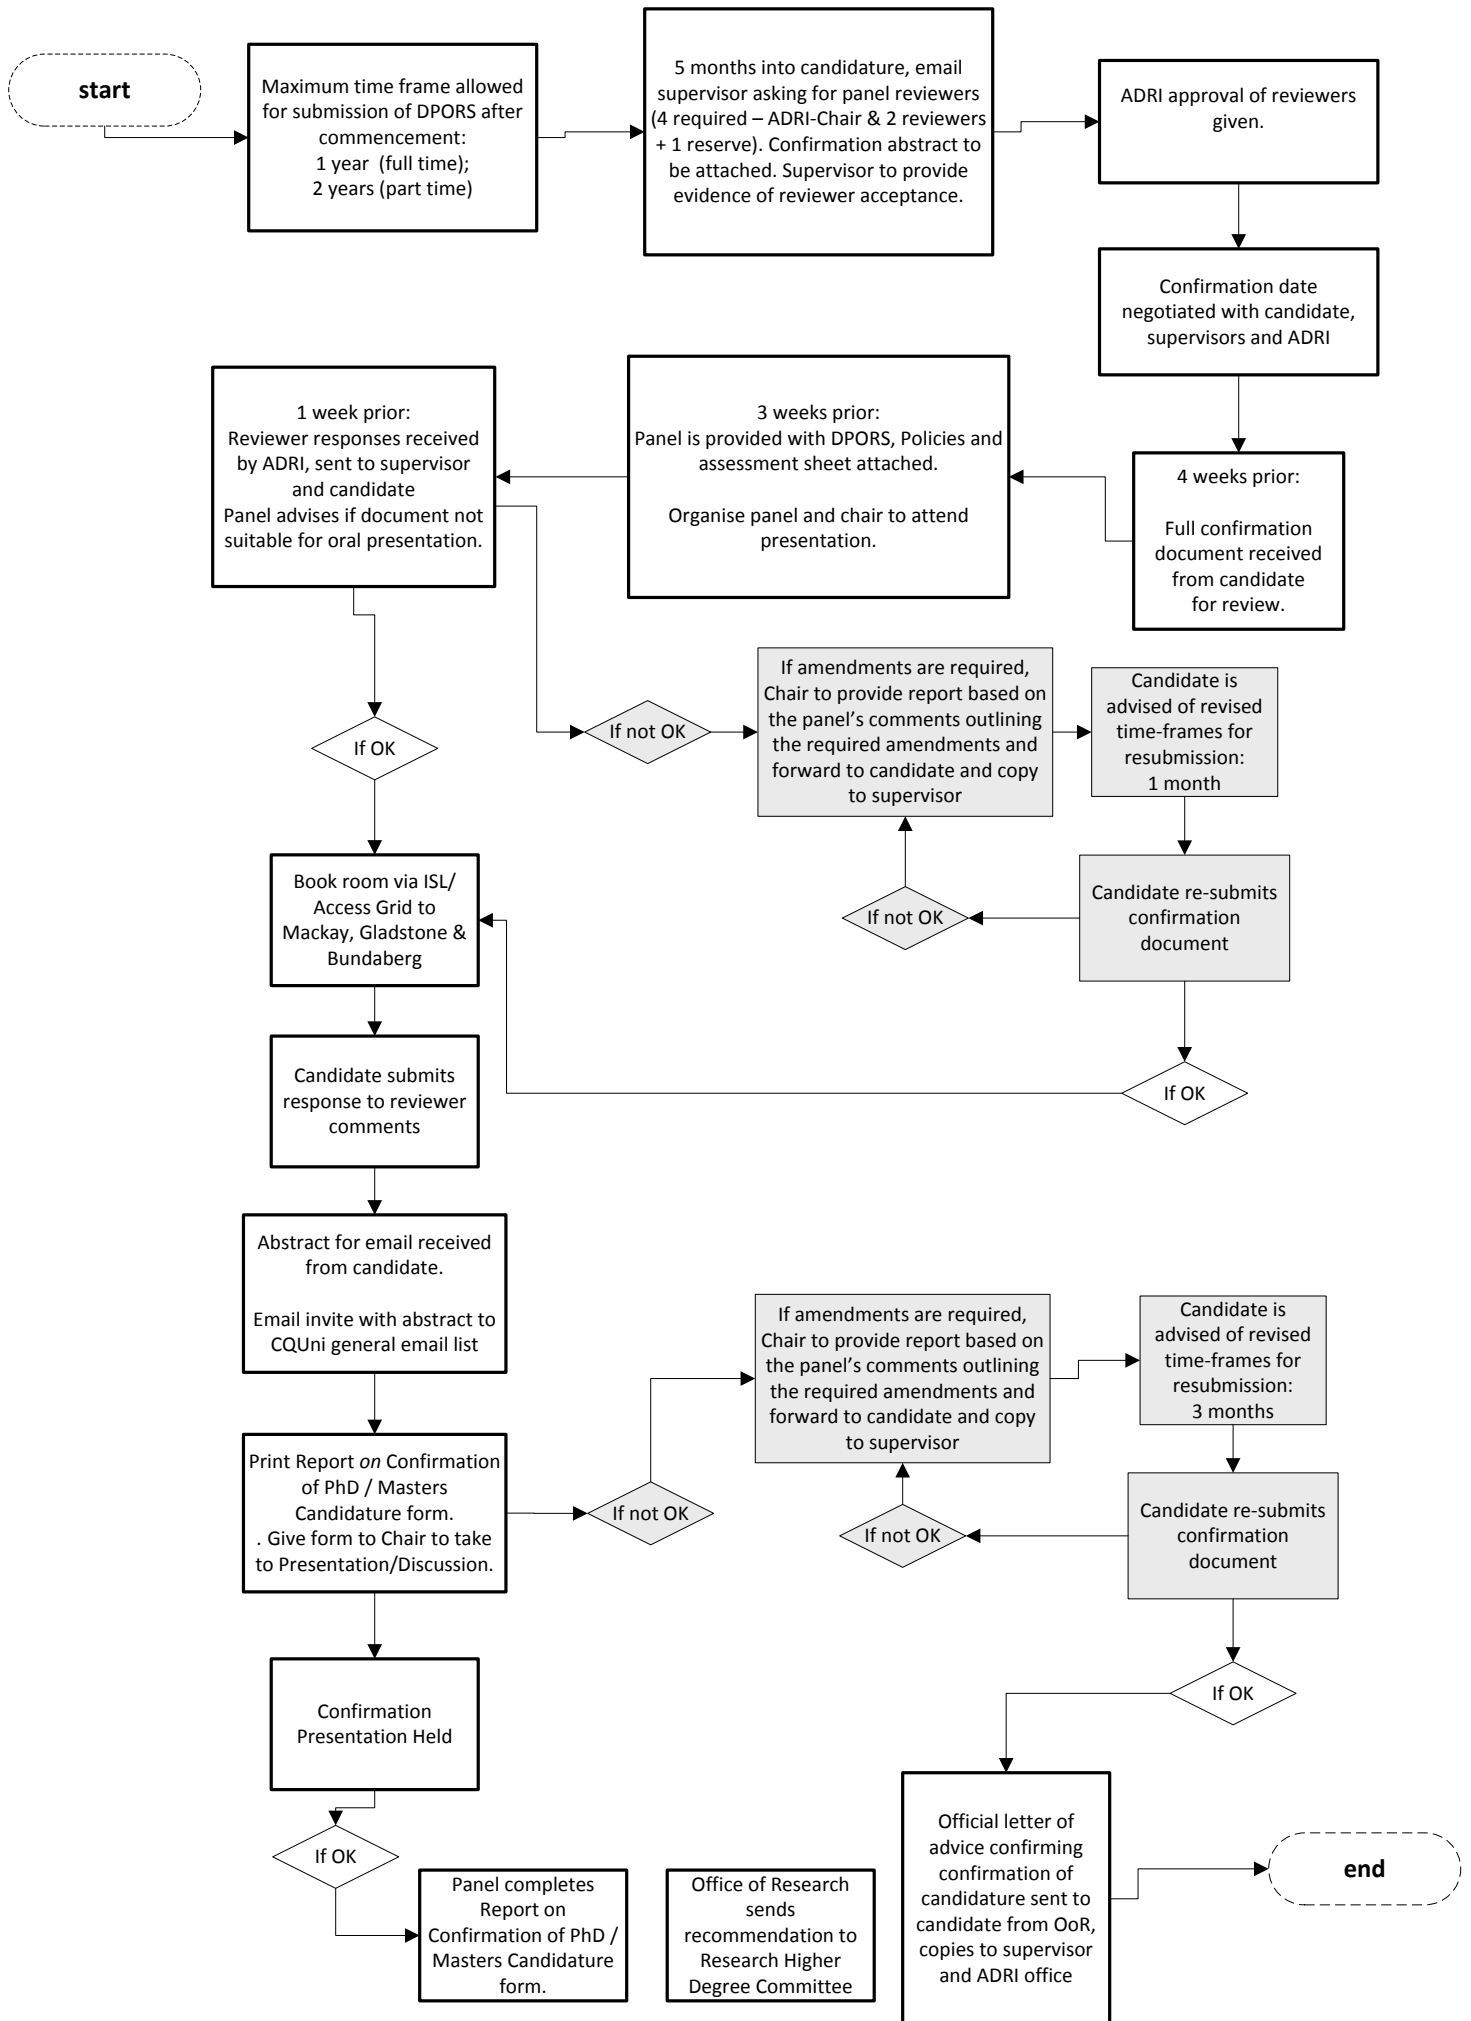 start
Maximum time frame allowed
for submission of DPORS after
commencement:
1 year  (full time);
2 years (part time)
5 months into candidature, email
supervisor asking for panel reviewers
(4 required – ADRI-Chair & 2 reviewers
+ 1 reserve). Confirmation abstract to
be attached. Supervisor to provide
evidence of reviewer acceptance.
ADRI approval of reviewers
given.
Confirmation date
negotiated with candidate,
supervisors and ADRI
4 weeks prior:
Full confirmation
document received
from candidate
for review.
3 weeks prior:
Panel is provided with DPORS, Policies and
assessment sheet attached.
Organise panel and chair to attend
presentation.
1 week prior:
Reviewer responses received
by ADRI, sent to supervisor
and candidate
Panel advises if document not
suitable for oral presentation.
If OK
If not OK
If amendments are required,
Chair to provide report based on
the panel’s comments outlining
the required amendments and
forward to candidate and copy
to supervisor
Candidate is
advised of revised
time-frames for
resubmission:
1 month
Candidate re-submits
confirmation
document
If not OK
If OK
Book room via ISL/
Access Grid to
Mackay, Gladstone &
Bundaberg
Candidate submits
response to reviewer
comments
Abstract for email received
from candidate.
Email invite with abstract to
CQUni general email list
Print Report on Confirmation
of PhD / Masters
Candidature form.
. Give form to Chair to take
to Presentation/Discussion.
If not OK
If amendments are required,
Chair to provide report based on
the panel’s comments outlining
the required amendments and
forward to candidate and copy
to supervisor
Candidate is
advised of revised
time-frames for
resubmission:
3 months
Candidate re-submits
confirmation
document
If not OK
If OK
Confirmation
Presentation Held
If OK
Panel completes
Report on
Confirmation of PhD /
Masters Candidature
form.
Office of Research
sends
recommendation to
Research Higher
Degree Committee
Official letter of
advice confirming
confirmation of
candidature sent to
candidate from OoR,
copies to supervisor
and ADRI office
end